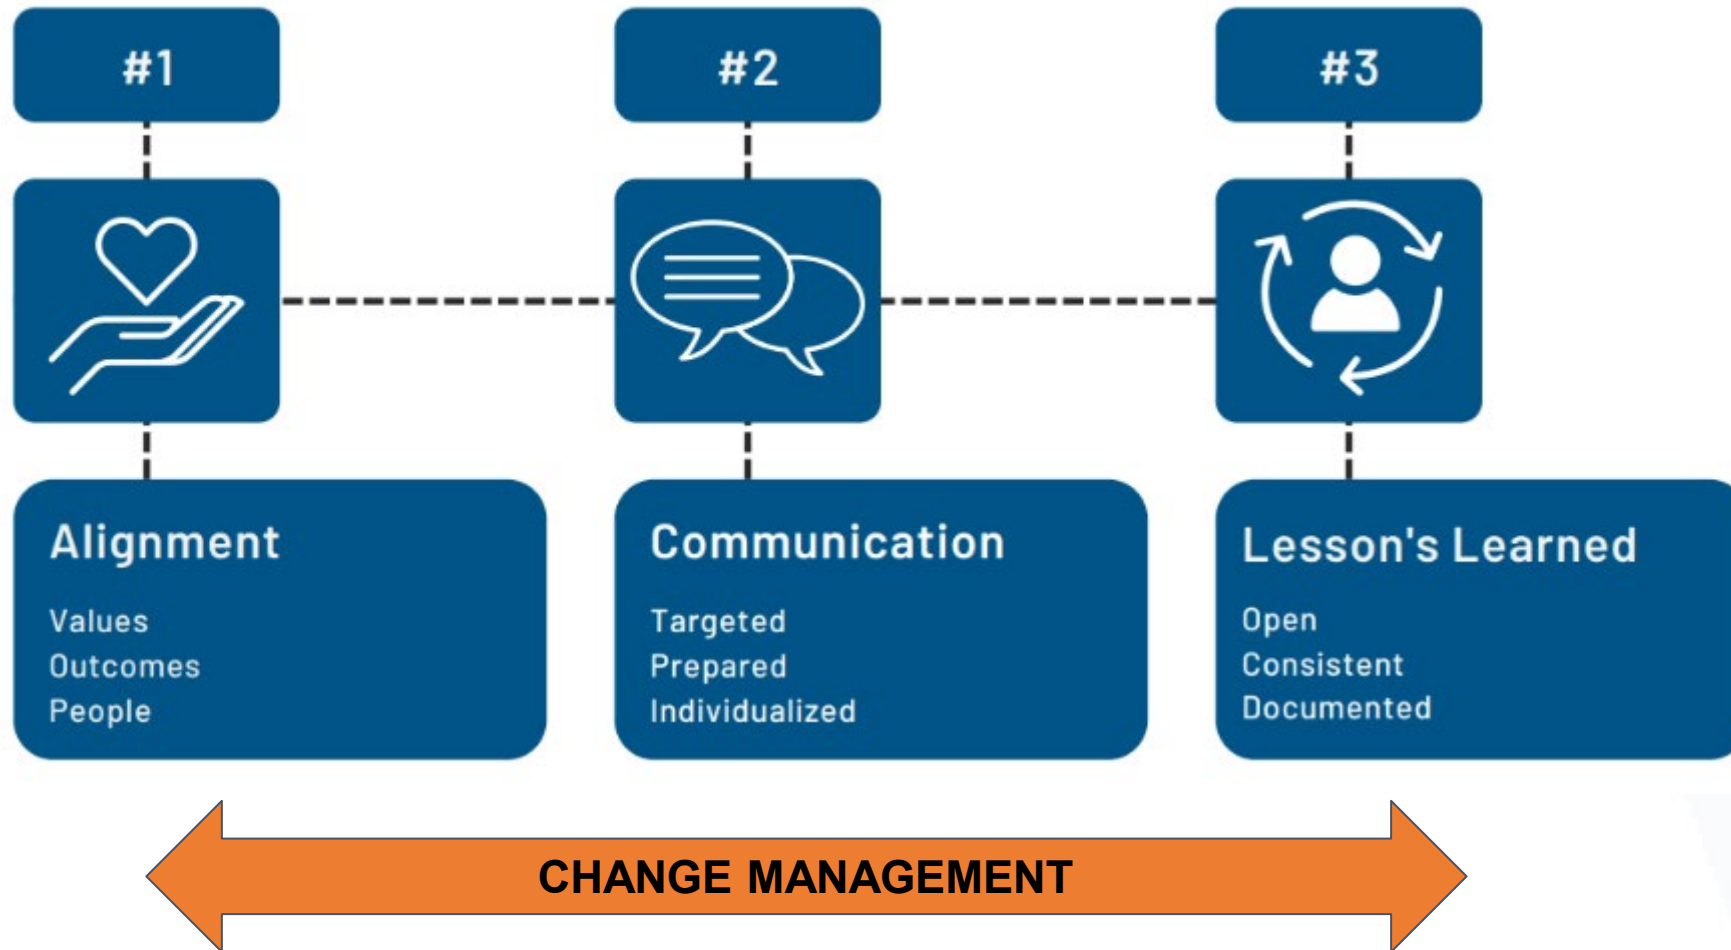 #1
#2
#3
Alignment
Values
Outcomes
People
Communication
Targeted
Prepared
Individualized
Lesson's Learned
Open
Consistent
Documented
CHANGE MANAGEMENT